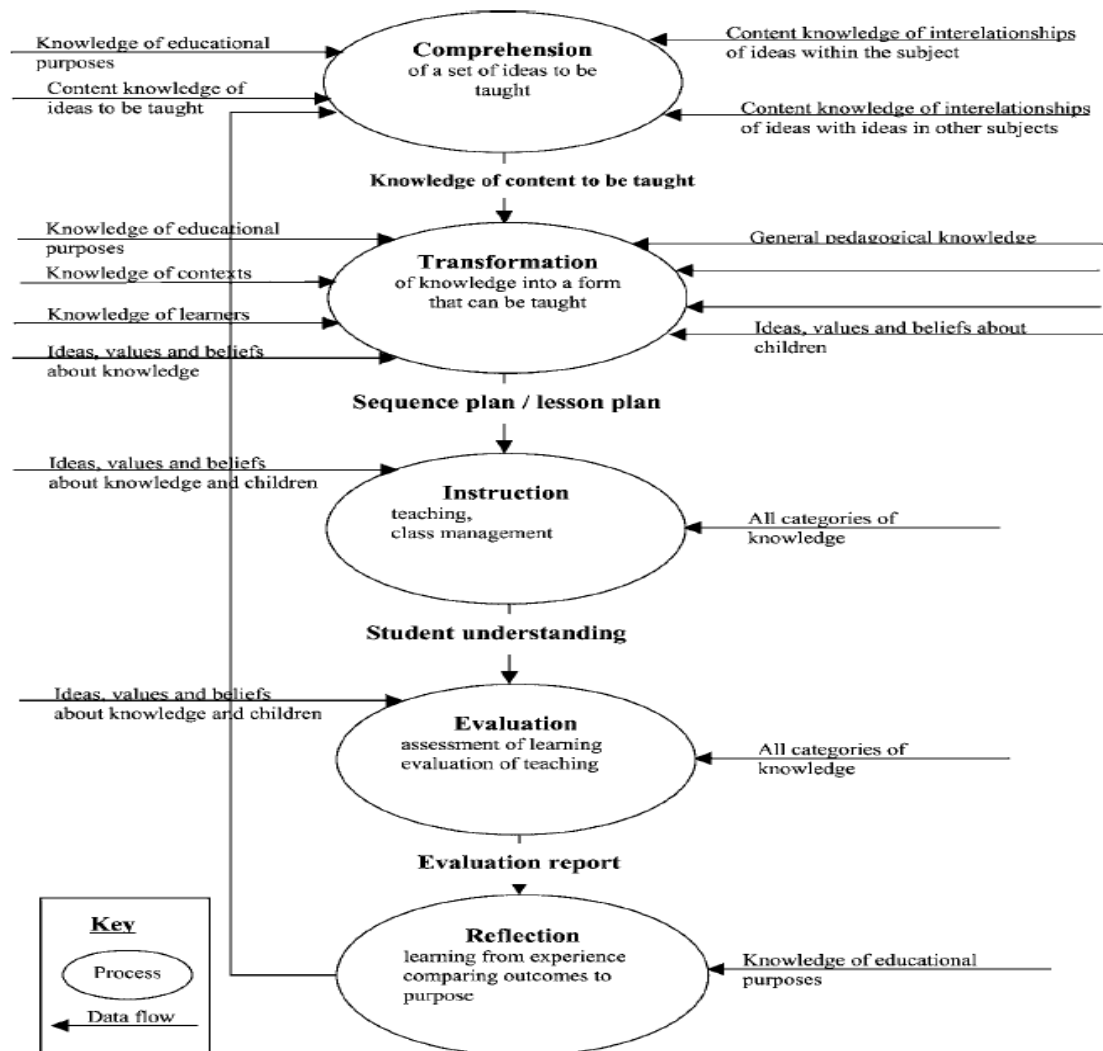 Comprehension
of a set of ideas to be
taught
Knowledge of educational
purposes
Content knowledge of
ideas to be taught
Content knowledge of interelationships
of ideas within the subject
Content knowledge of interelationships
of ideas with ideas in other subjects
Knowledge of content to be taught
Knowledge of educational
purposes
Knowledge of contexts
Knowledge of learners
Ideas, values and beliefs
about knowledge
Transformation
of knowledge into a form
that can be taught
General pedagogical knowledge
Ideas, values and beliefs about
children
Sequence plan / lesson plan
Ideas, values and beliefs
about knowledge and children
Instruction
teaching,
class management
All categories of
knowledge
Student understanding
Ideas, values and beliefs
about knowledge and children
Evaluation
assessment of learning
evaluation of teaching
All categories of
knowledge
Evaluation report
Reflection
learning from experience
comparing outcomes to
purpose
Knowledge of educational
purposes
Key
Process
Data flow